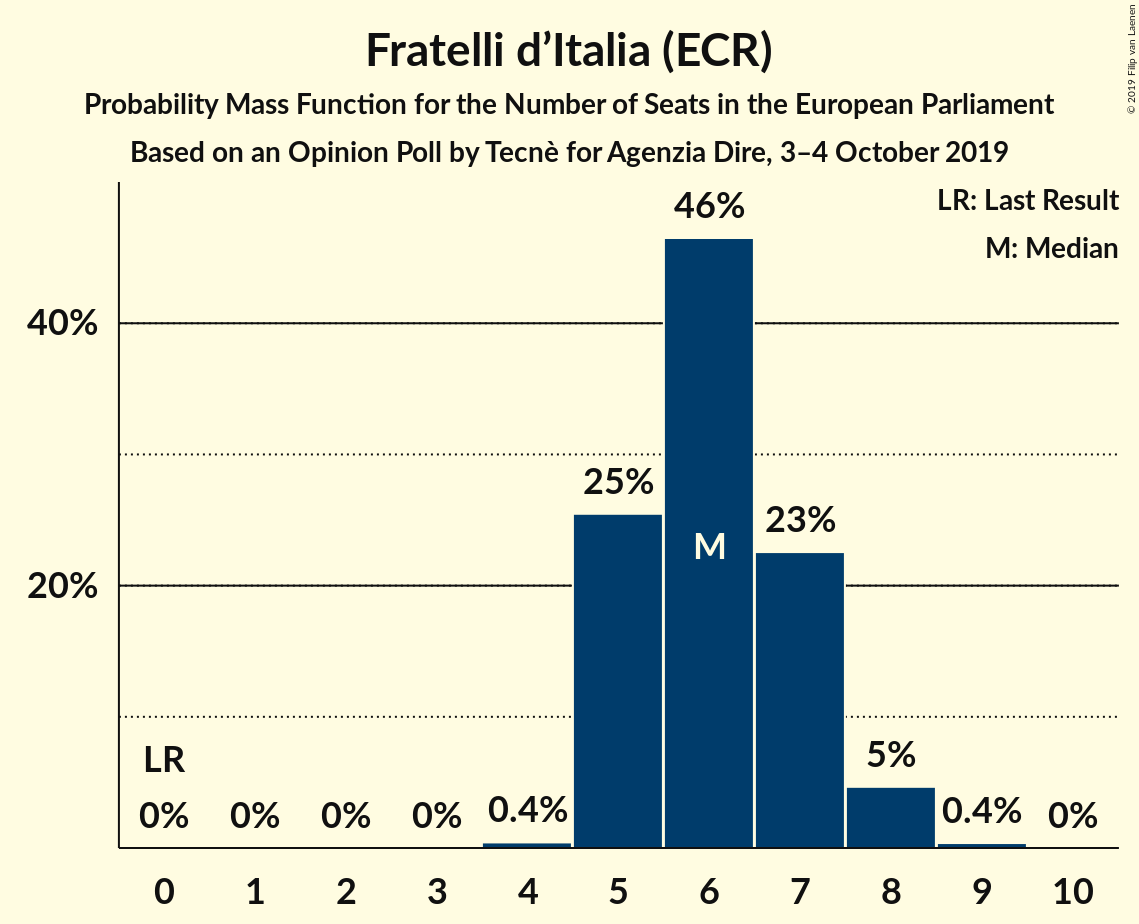 Fratelli d’Italia (ECR)
Probability Mass Function for the Number of Seats in the European Parliament
Based on an Opinion Poll by Tecnè for Agenzia Dire, 3–4 October 2019
© 2019 Filip van Laenen
LR: Last Result
M: Median
46%
40%
25%
23%
M
20%
LR
5%
0% 0% 0% 0% 0.4% 0.4% 0%
0 1 2 3 4 5 6 7 8 9 10